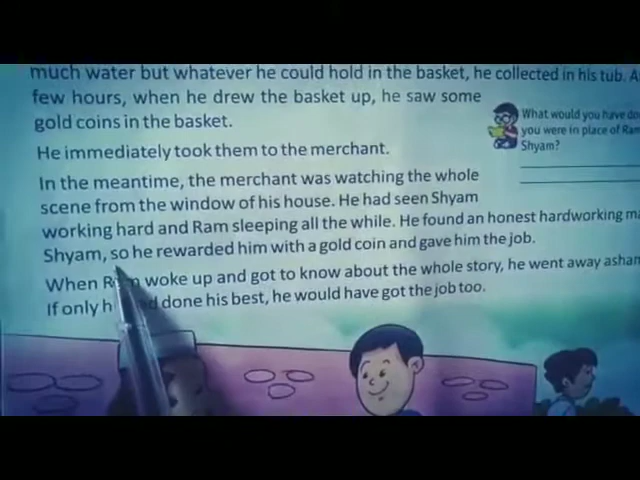 much water but whatever he could hold in the basket, he collected in his tub.
few hours, when he drew the basket up, he saw some
gold coins in the basket.
He immediately took them to the merchant.
In the meantime, the merchant was watching the whole
scene from the window of his house. He had seen Shyam
working hard and Ram sleeping all the while. He found an honest hardworking
Shyam, so he rewarded him with a gold coin and gave him the job.
When woke up and got to know about the whole story, he went away
If only done his best, he would have got the job too.
What would you have
you were in place of Ram
Shyam?